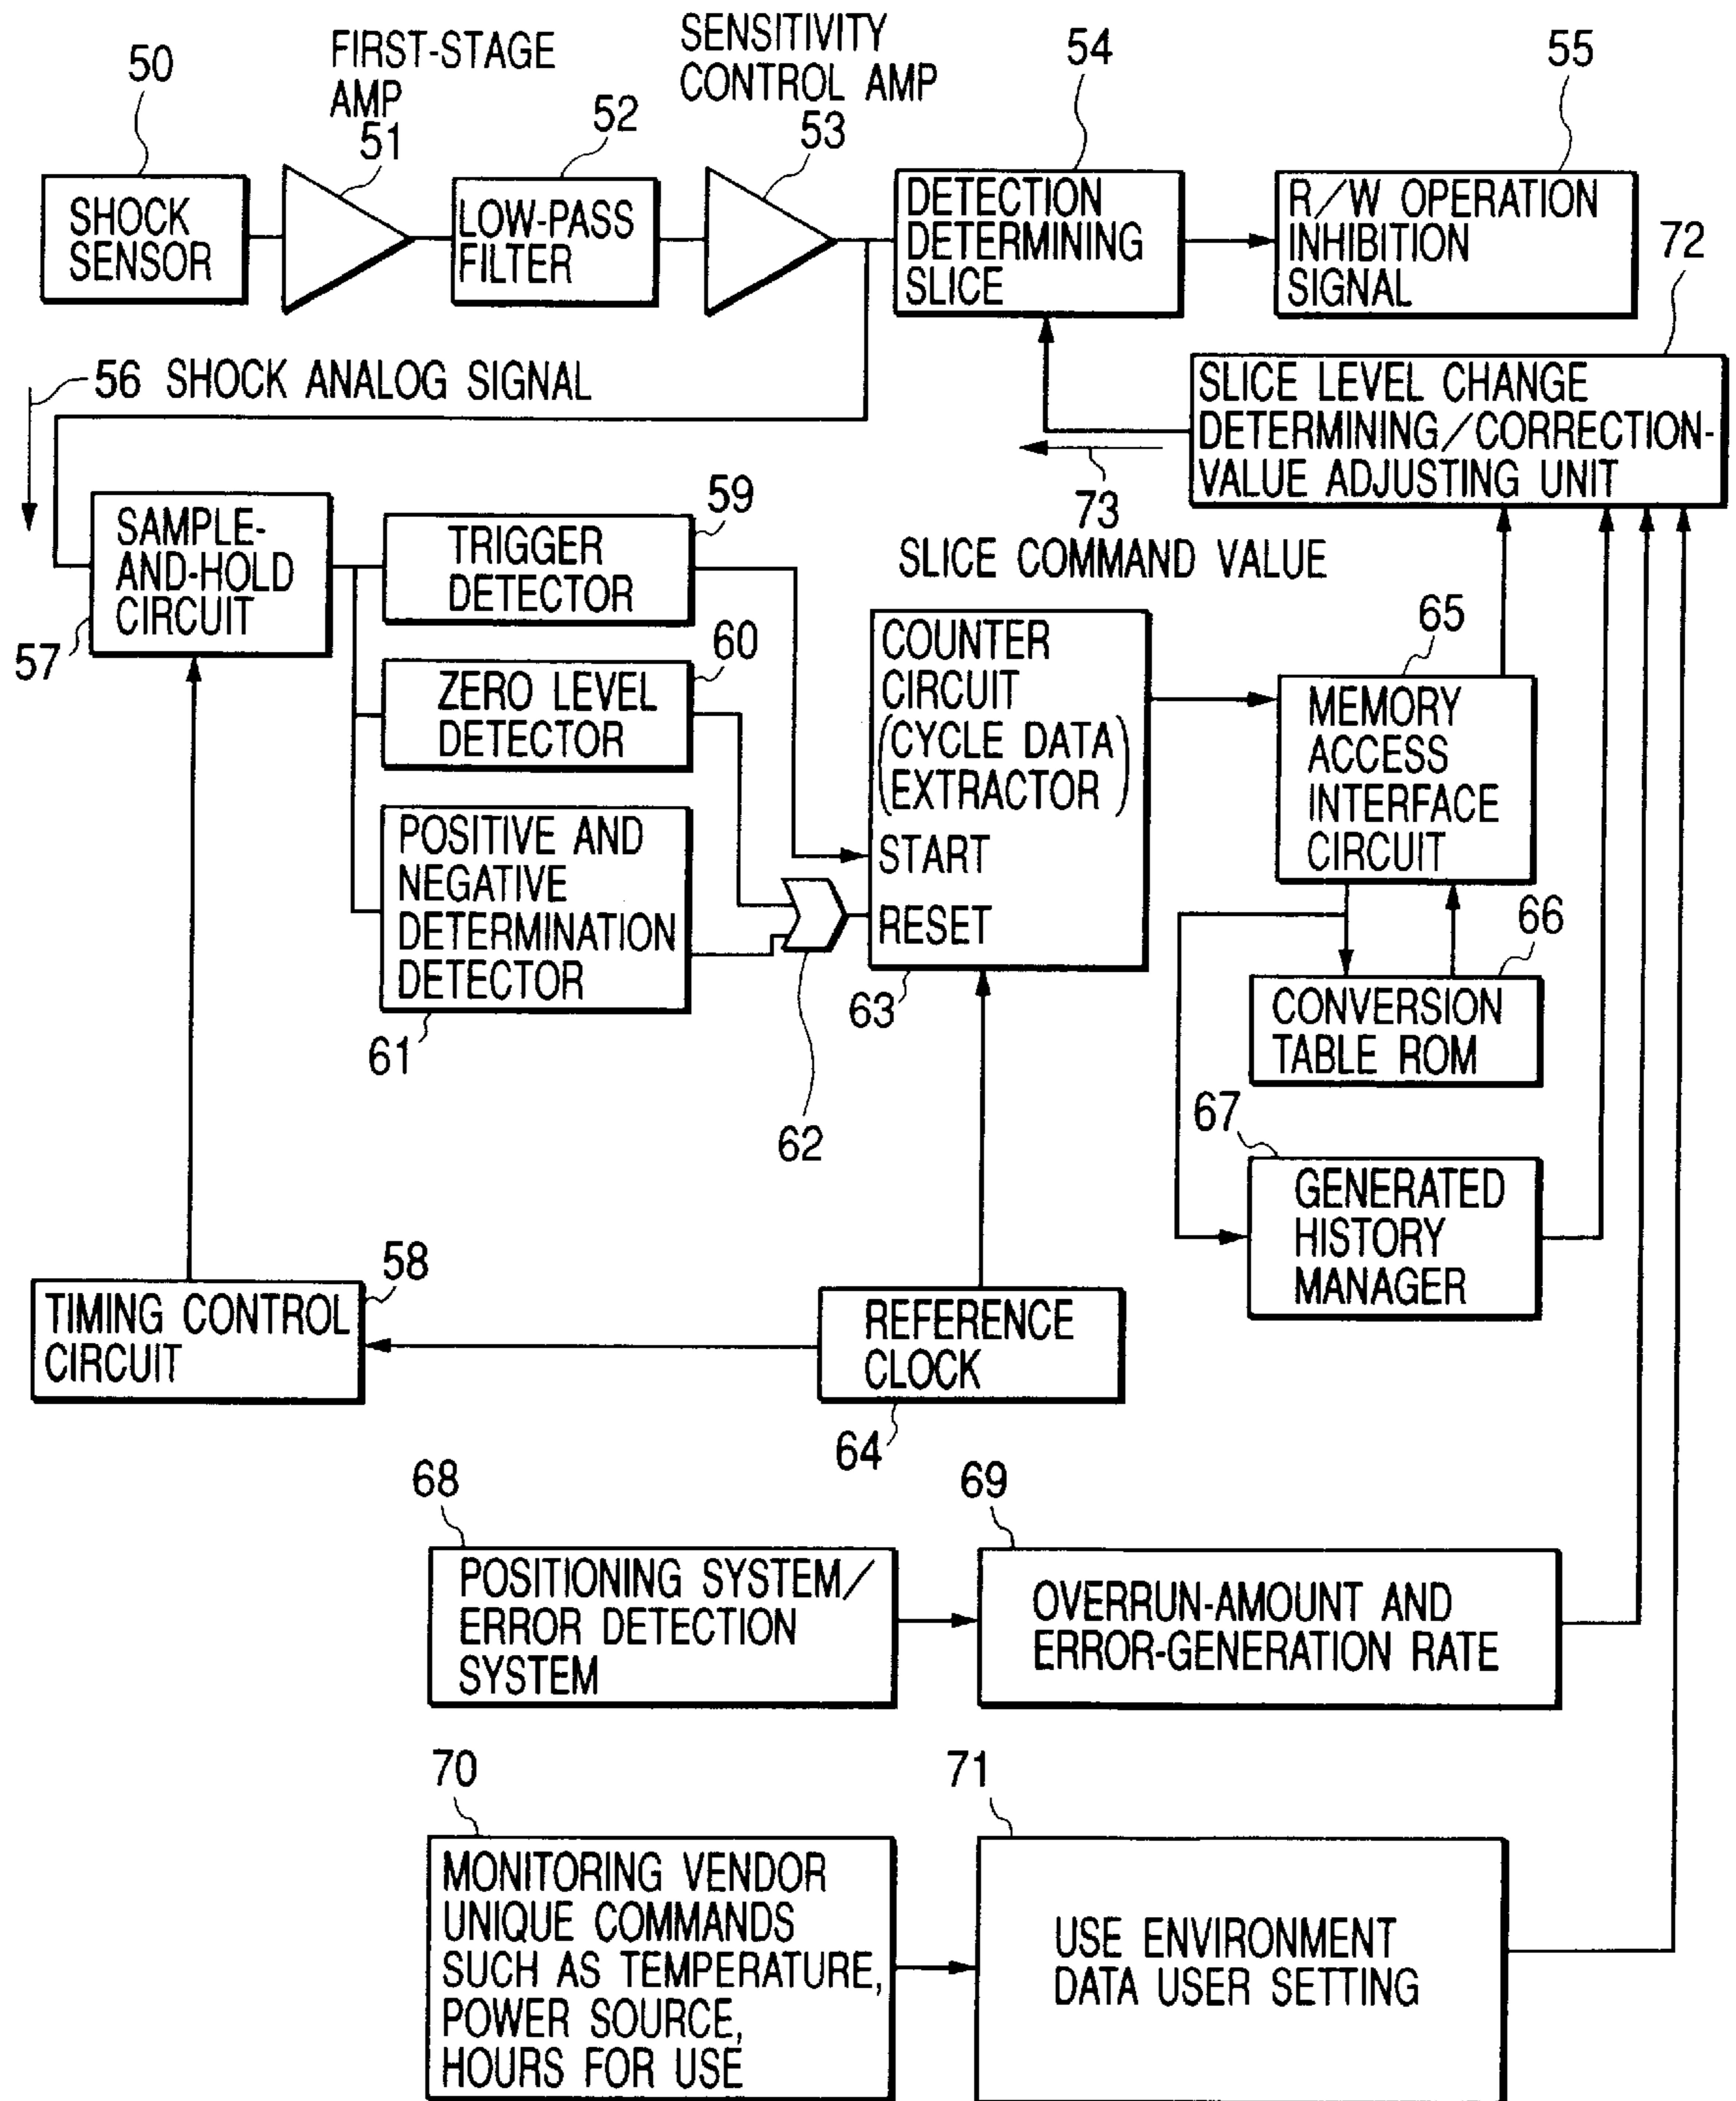 50
FIRST-STAGE
AMP
51
52
SENSITIVITY
CONTROL AMP
53
54
55
SHOCK
SENSOR
LOW-PASS
FILTER
DETECTION
DETERMINING
SLICE
R/W OPERATION
INHIBITION
SIGNAL
72
56 SHOCK ANALOG SIGNAL
SLICE LEVEL CHANGE
DETERMINING/CORRECTION-
VALUE ADJUSTING UNIT
73
SLICE COMMAND VALUE
SAMPLE-
AND-HOLD
CIRCUIT
57
59
TRIGGER
DETECTOR
60
ZERO LEVEL
DETECTOR
POSITIVE AND
NEGATIVE
DETERMINATION
DETECTOR
61
62
COUNTER
CIRCUIT
(CYCLE DATA
EXTRACTOR)
START
RESET
63
65
MEMORY
ACCESS
INTERFACE
CIRCUIT
66
CONVERSION
TABLE ROM
67
GENERATED
HISTORY
MANAGER
58
TIMING CONTROL
CIRCUIT
REFERENCE
CLOCK
64
68
POSITIONING SYSTEM/
ERROR DETECTION
SYSTEM
69
OVERRUN-AMOUNT AND
ERROR-GENERATION RATE
70
MONITORING VENDOR
UNIQUE COMMANDS
SUCH AS TEMPERATURE,
POWER SOURCE,
HOURS FOR USE
71
USE ENVIRONMENT
DATA USER SETTING